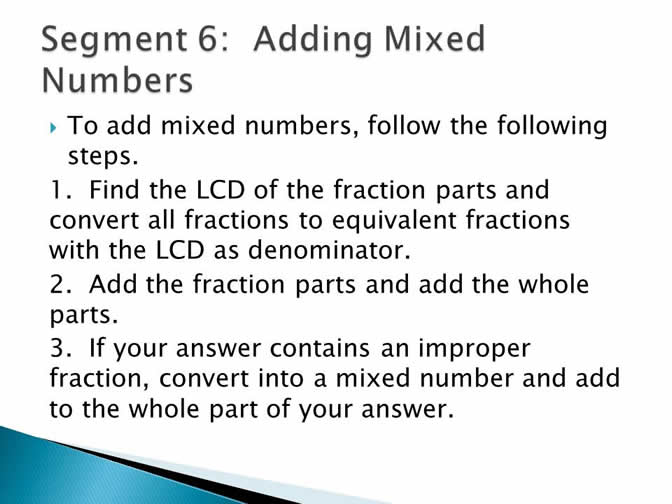 Segment 6:  Adding Mixed
Numbers
To add mixed numbers, follow the following
steps.
1.  Find the LCD of the fraction parts and
convert all fractions to equivalent fractions
with the LCD as denominator.
2.  Add the fraction parts and add the whole
parts.
3.  If your answer contains an improper
fraction, convert into a mixed number and add
to the whole part of your answer.